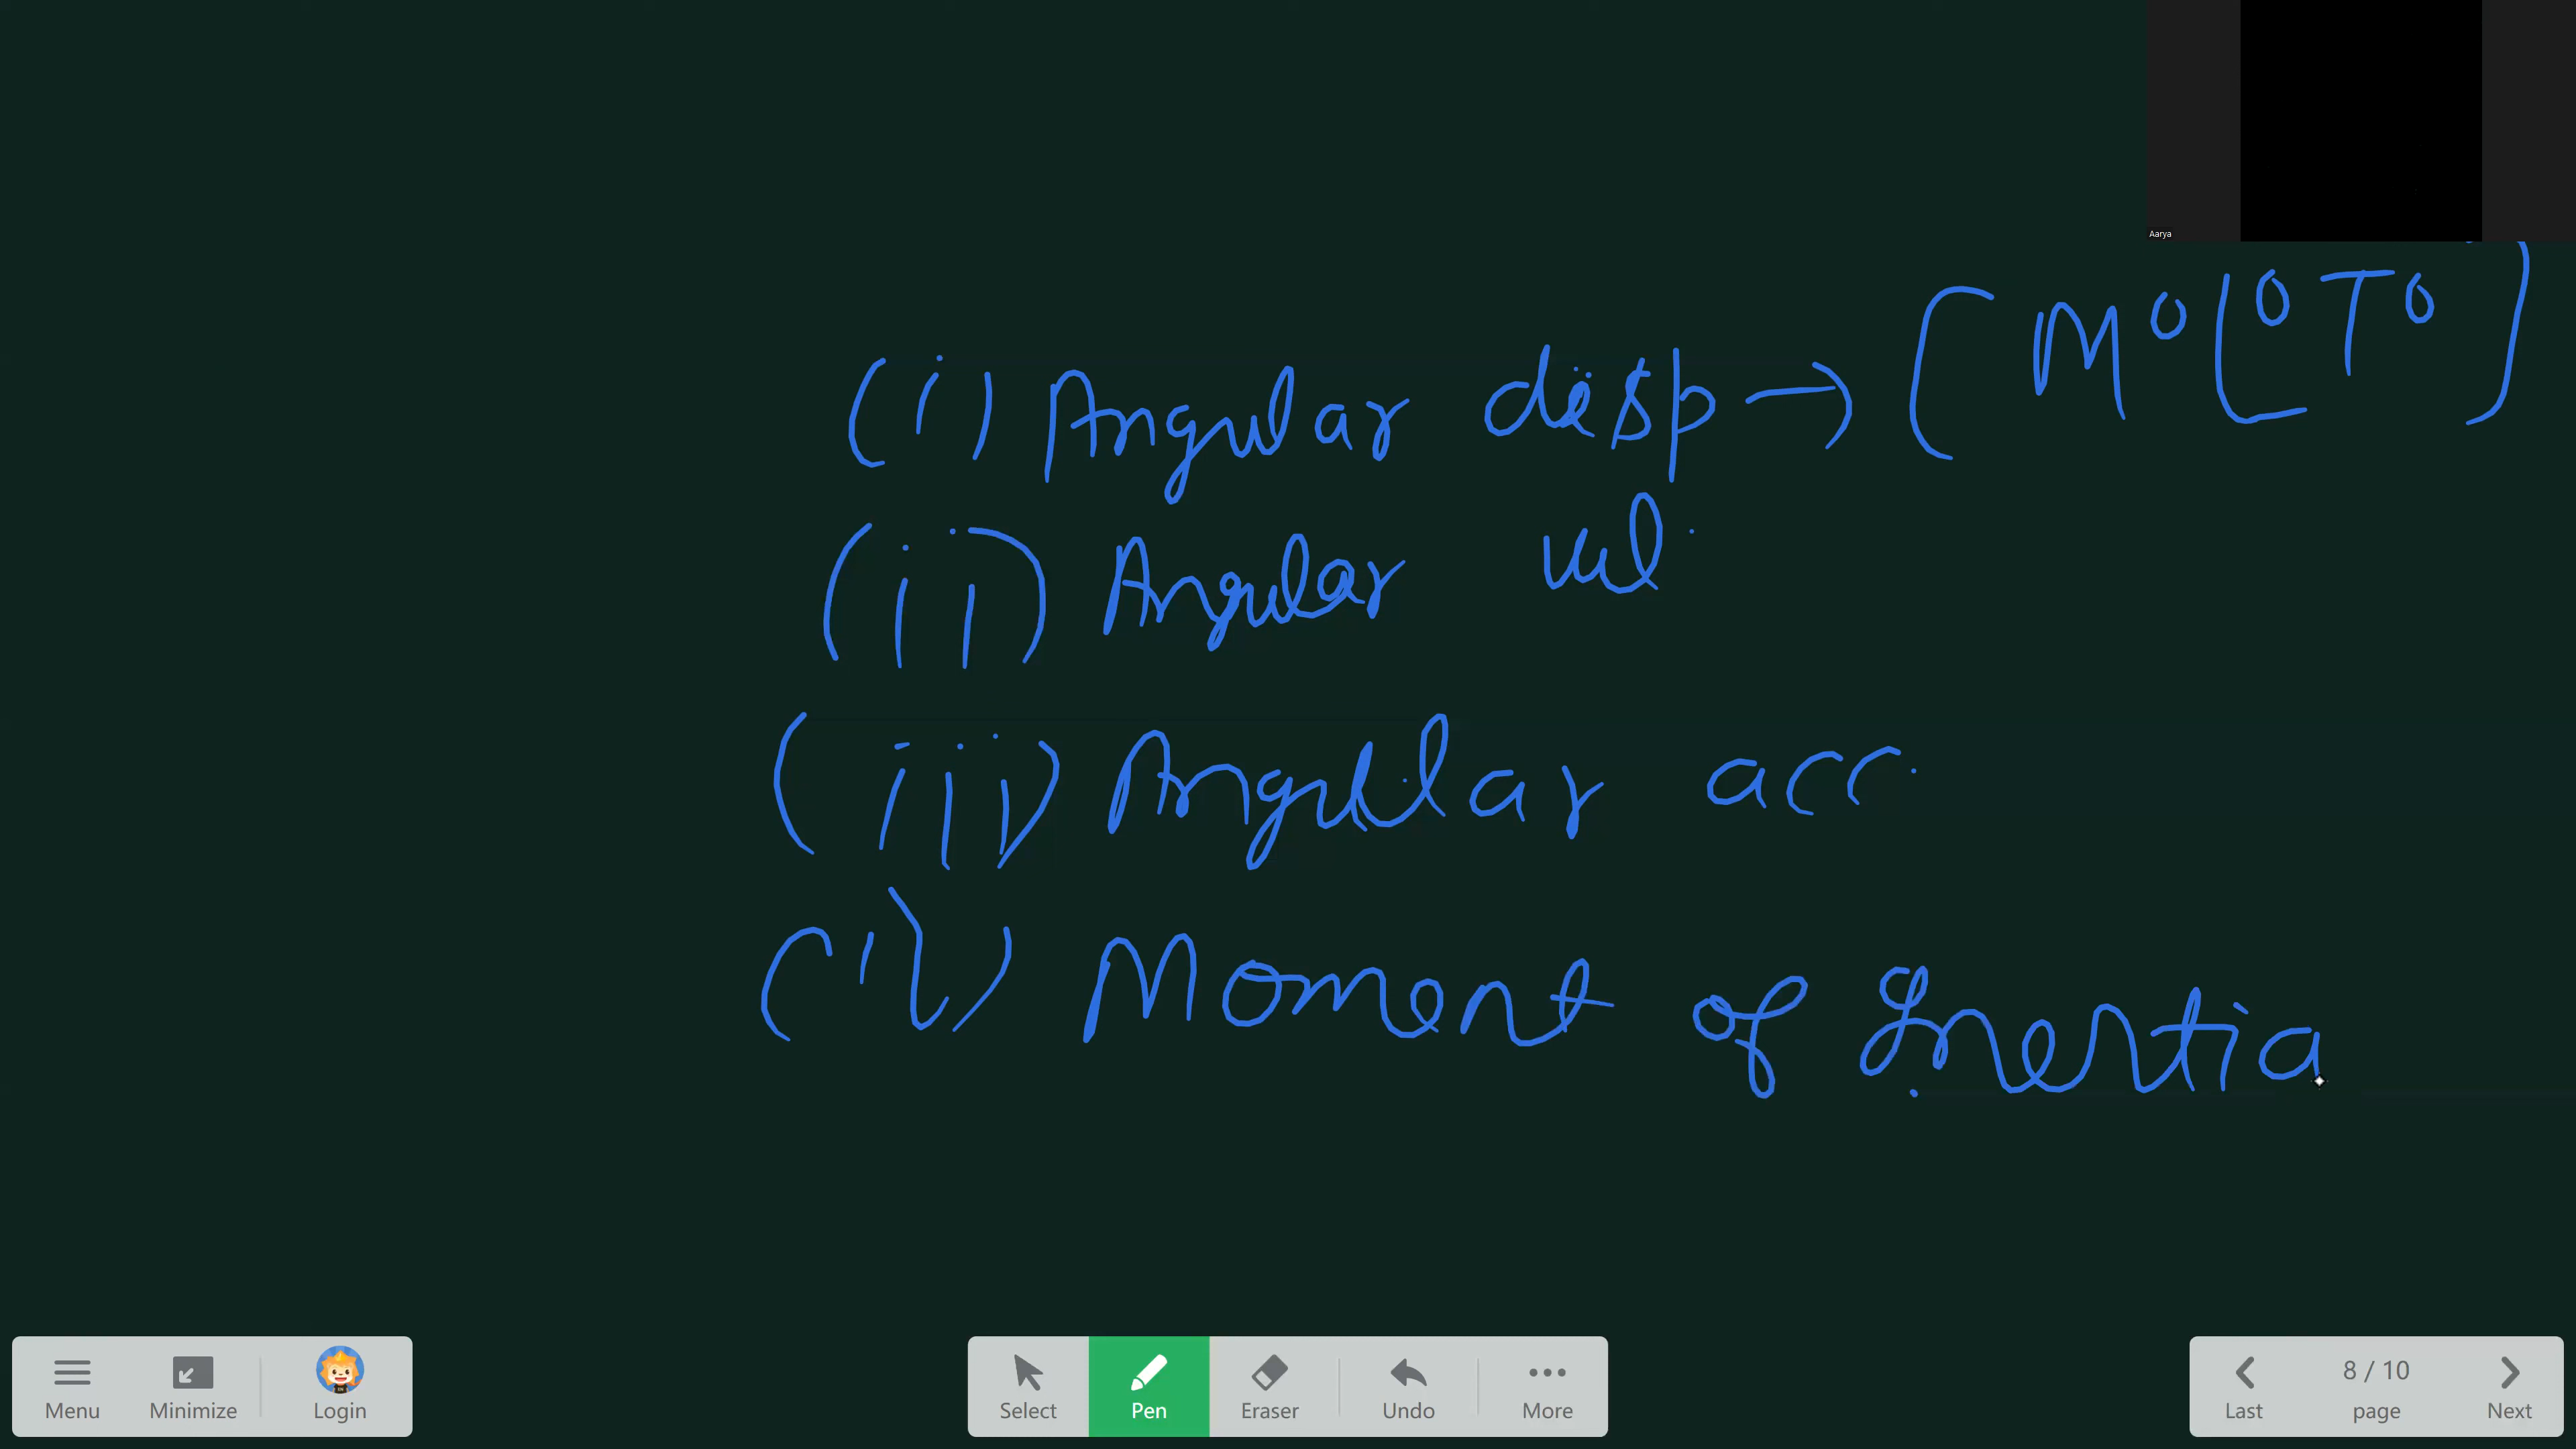 Aarya
(i) Angular disp → [M⁰L⁰T⁰]
(ii) Angular vel.
(iii) Angular acc.
(iv) Moment of Inertia
Menu Minimize Login Select Pen Eraser Undo More Last 8 / 10 page Next